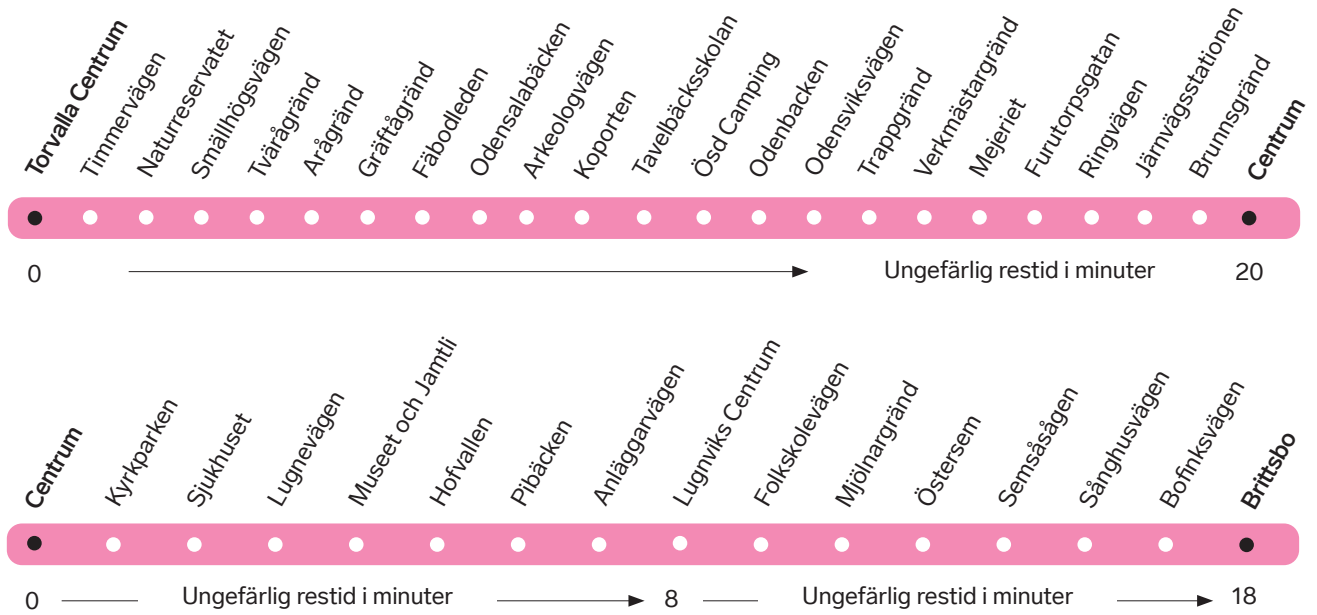 Torvalla Centrum
Timmervägen
Naturreservatet
Smällhögsvägen
Tvärågränd
Arågränd
Gräftågränd
Fäbodleden
Odensalabäcken
Arkeologvägen
Koporten
Tavelbäcksskolan
Ösd Camping
Odenbacken
Odensviksvägen
Trappgränd
Verkmästargränd
Mejeriet
Furutorpsgatan
Ringvägen
Järnvägsstationen
Brunnsgränd
Centrum
0 Ungefärlig restid i minuter 20
Centrum
Kyrkparken
Sjukhuset
Lugnevägen
Museet och Jamtli
Hofvallen
Pibäcken
Anläggarvägen
Lugnviks Centrum
Folkskolevägen
Mjölnargränd
Östersem
Semsåsågen
Sånghusvägen
Bofinksvägen
Brittsbo
0 Ungefärlig restid i minuter 8 Ungefärlig restid i minuter 18